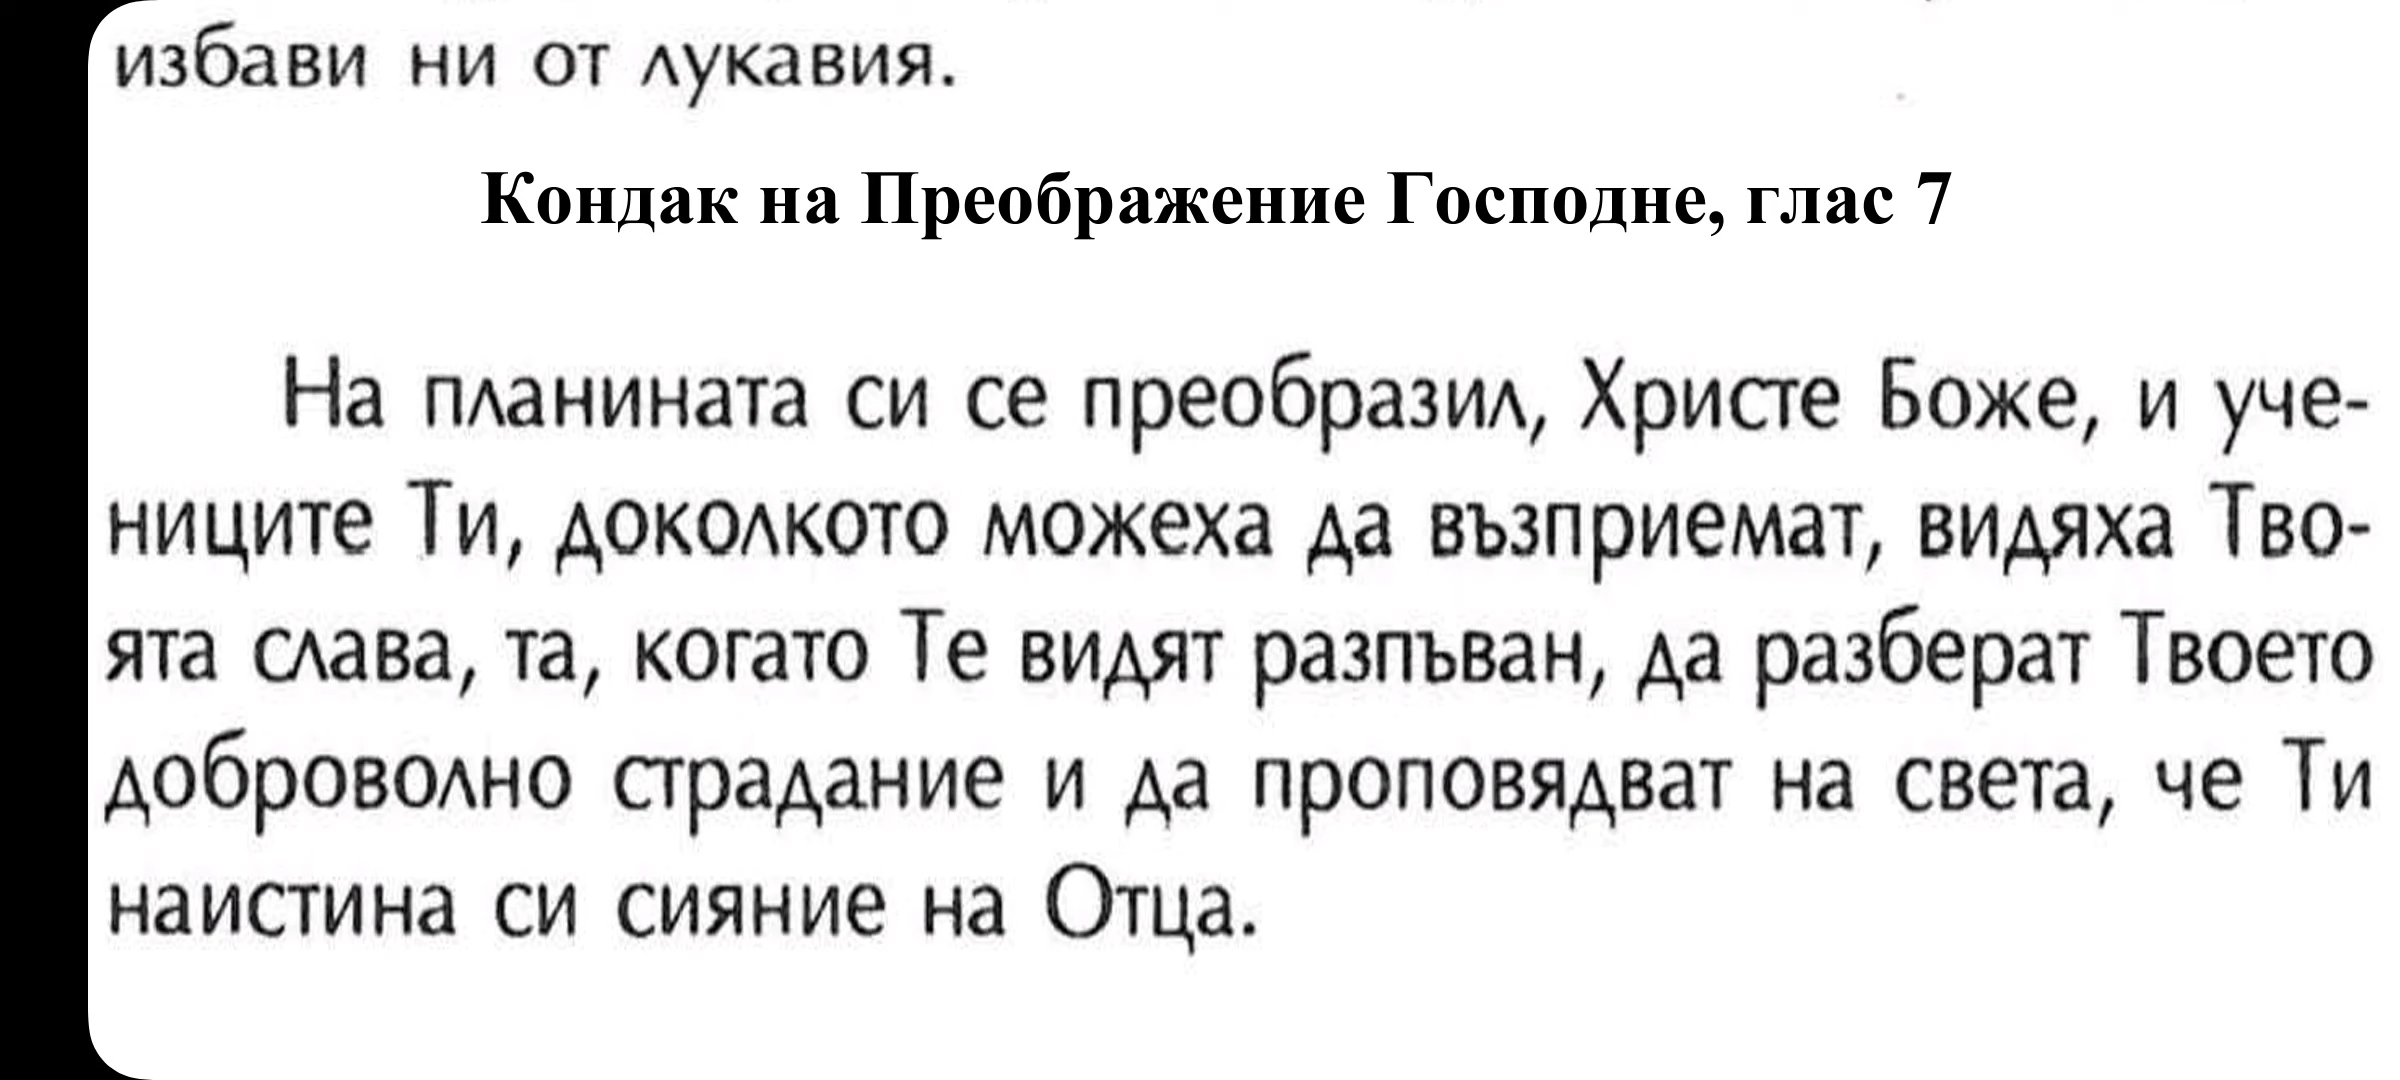 избави ни от лукавия.
Кондак на Преображение Господне, глас 7
На планината си се преобразил, Христе Боже, и уче-
ниците Ти, доколкото можеха да възприемат, видяха Тво-
ята слава, та, когато Те видят разпъван, да разберат Твоето
доброволно страдание и да проповядват на света, че Ти
наистина си сияние на Отца.